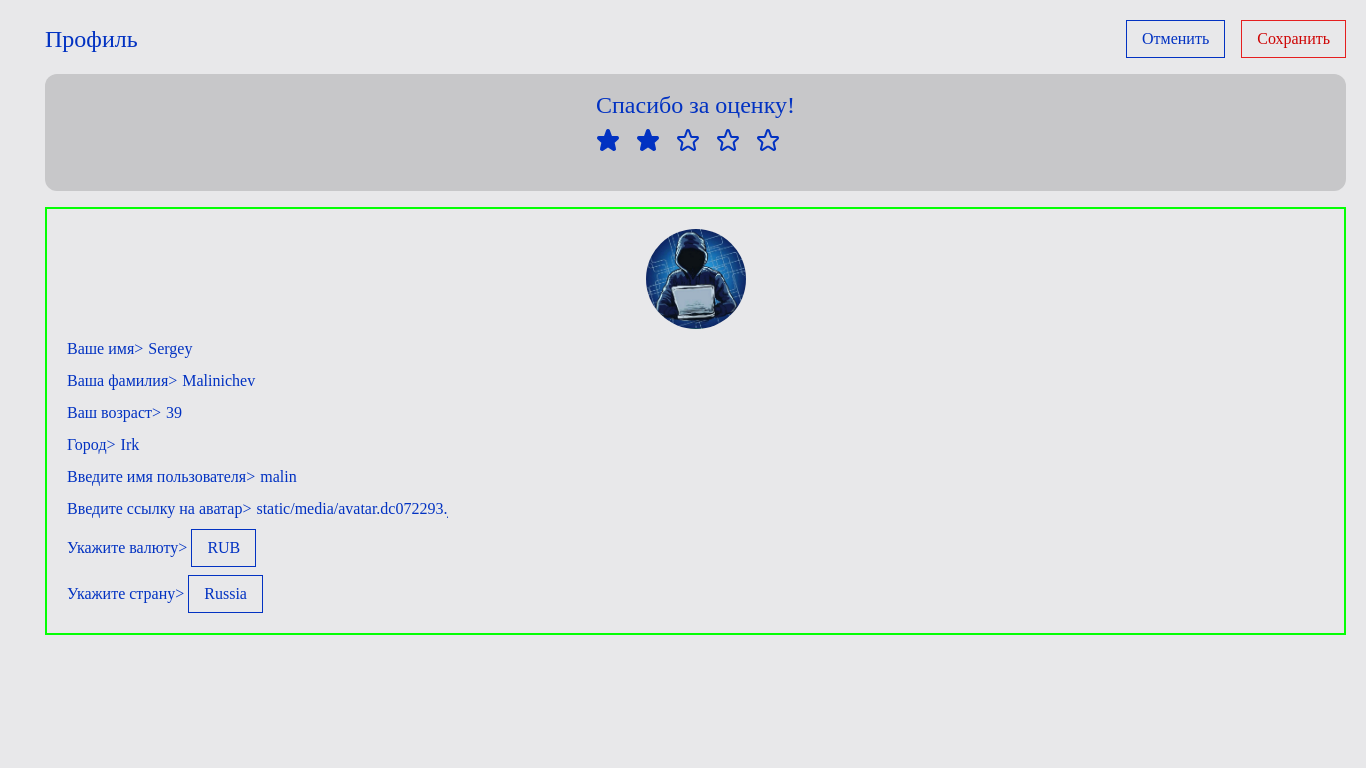 Профиль
Отменить
Сохранить
Спасибо за оценку!
Ваше имя> Sergey
Ваша фамилия> Malinichev
Ваш возраст> 39
Город> Irk
Введите имя пользователя> malin
Введите ссылку на аватар> static/media/avatar.dc072293.
Укажите валюту> RUB
Укажите страну> Russia